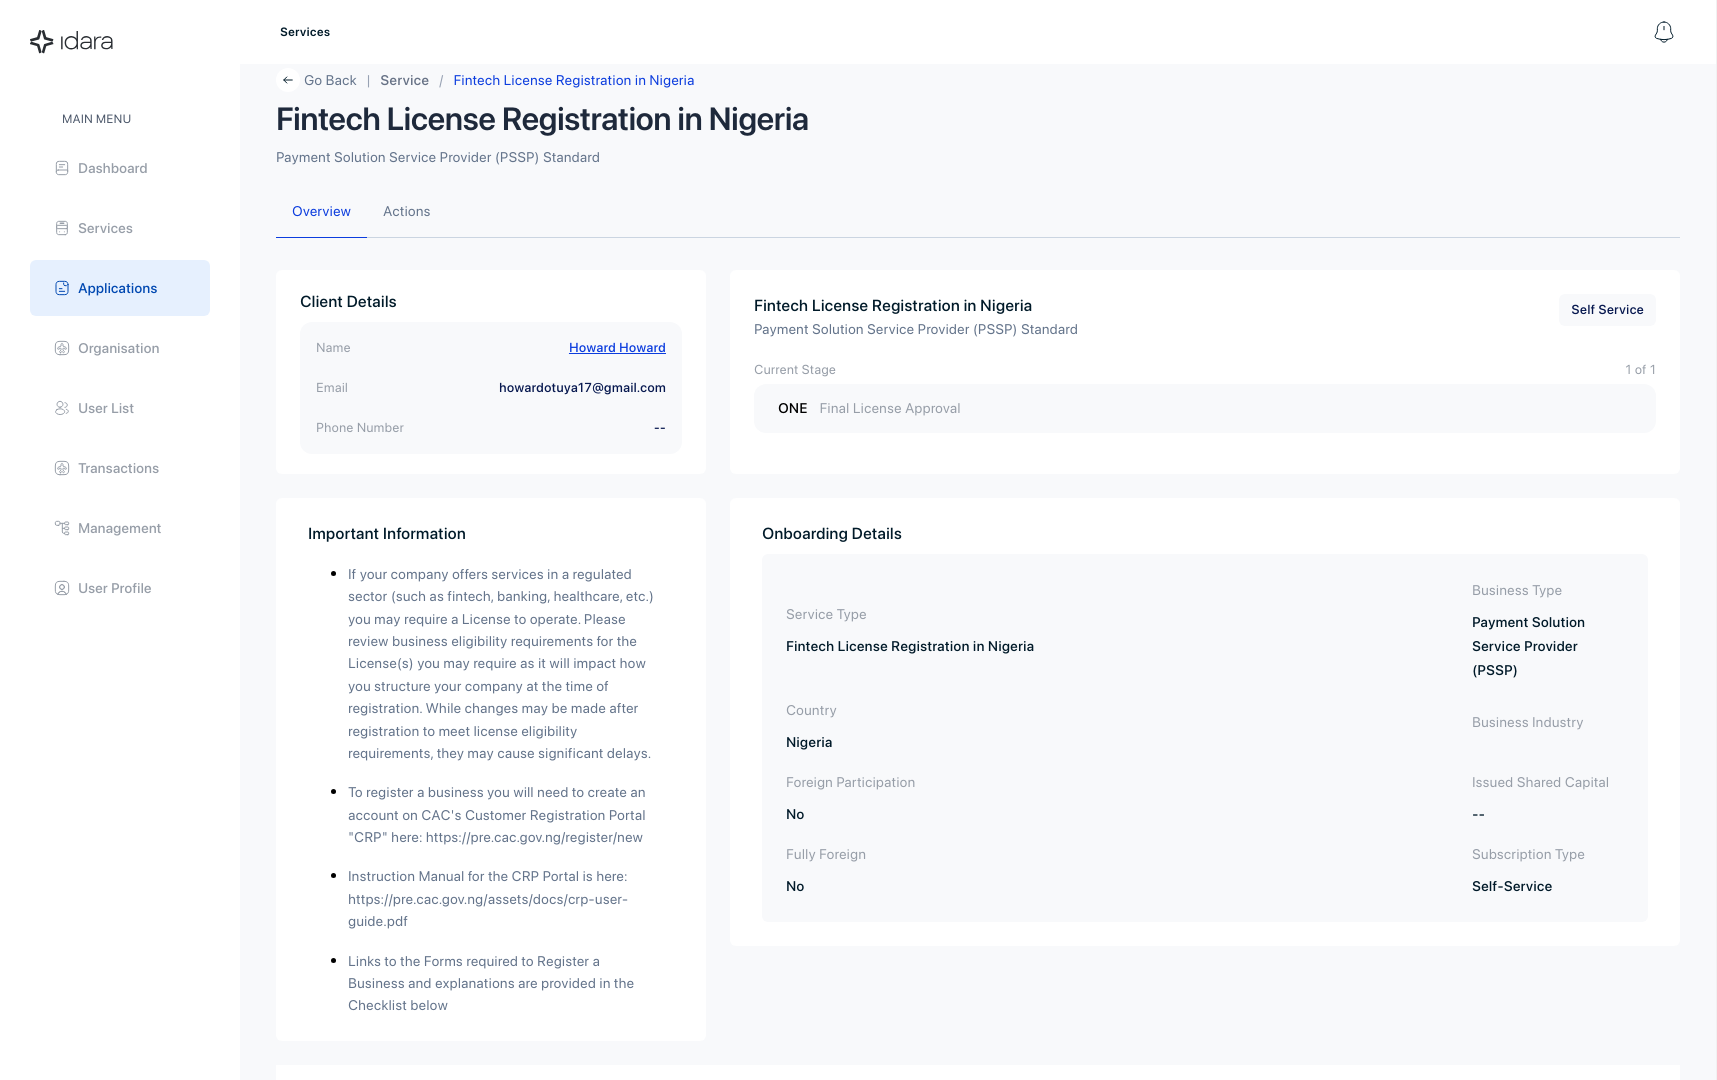 idara
Services
Go Back | Service / Fintech License Registration in Nigeria
Fintech License Registration in Nigeria
Payment Solution Service Provider (PSSP) Standard
MAIN MENU
Dashboard
Services
Applications
Organisation
User List
Transactions
Management
User Profile
Overview
Actions
Client Details
Name
Howard Howard
Email
howardotuya17@gmail.com
Phone Number
--
Fintech License Registration in Nigeria
Self Service
Payment Solution Service Provider (PSSP) Standard
Current Stage
1 of 1
ONE Final License Approval
Important Information
• If your company offers services in a regulated
sector (such as fintech, banking, healthcare, etc.)
you may require a License to operate. Please
review business eligibility requirements for the
License(s) you may require as it will impact how
you structure your company at the time of
registration. While changes may be made after
registration to meet license eligibility
requirements, they may cause significant delays.
• To register a business you will need to create an
account on CAC's Customer Registration Portal
"CRP" here: https://pre.cac.gov.ng/register/new
• Instruction Manual for the CRP Portal is here:
https://pre.cac.gov.ng/assets/docs/crp-user-
guide.pdf
• Links to the Forms required to Register a
Business and explanations are provided in the
Checklist below
Onboarding Details
Service Type
Fintech License Registration in Nigeria
Business Type
Payment Solution
Service Provider
(PSSP)
Country
Nigeria
Business Industry
Foreign Participation
No
Issued Shared Capital
--
Fully Foreign
No
Subscription Type
Self-Service